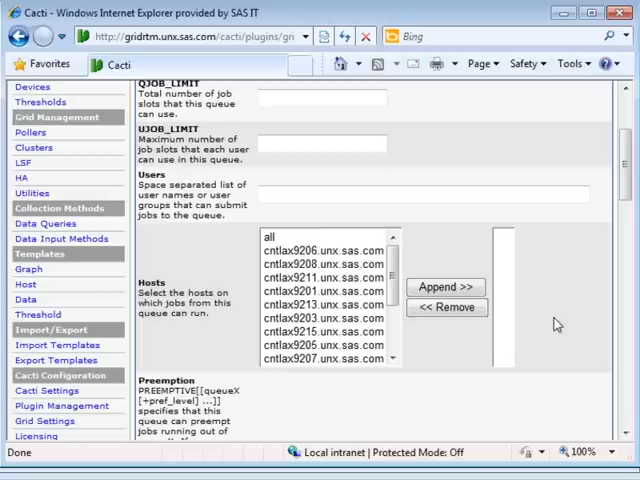 Cacti - Windows Internet Explorer provided by SAS IT
http://gridrtm.unx.sas.com/cacti/plugins/gri
Bing
Favorites
Cacti
Page
Safety
Tools
Devices
Thresholds
Grid Management
Pollers
Clusters
LSF
HA
Utilities
Collection Methods
Data Queries
Data Input Methods
Templates
Graph
Host
Data
Threshold
Import/Export
Import Templates
Export Templates
Cacti Configuration
Cacti Settings
Plugin Management
Grid Settings
Licensing
QJOB_LIMIT
Total number of job
slots that this queue
can use.
UJOB_LIMIT
Maximum number of
job slots that each user
can use in this queue.
Users
Space separated list of
user names or user
groups that can submit
jobs to the queue.
Hosts
Select the hosts on
which jobs from this
queue can run.
all
cntlax9206.unx.sas.com
cntlax9208.unx.sas.com
cntlax9211.unx.sas.com
cntlax9201.unx.sas.com
cntlax9213.unx.sas.com
cntlax9203.unx.sas.com
cntlax9215.unx.sas.com
cntlax9205.unx.sas.com
cntlax9207.unx.sas.com
Append >>
<< Remove
Preemption
PREEMPTIVE[[queueX
[+pref_level] ...]]
specifies that this
queue can preempt
jobs running out of
Done
Local intranet | Protected Mode: Off
100%